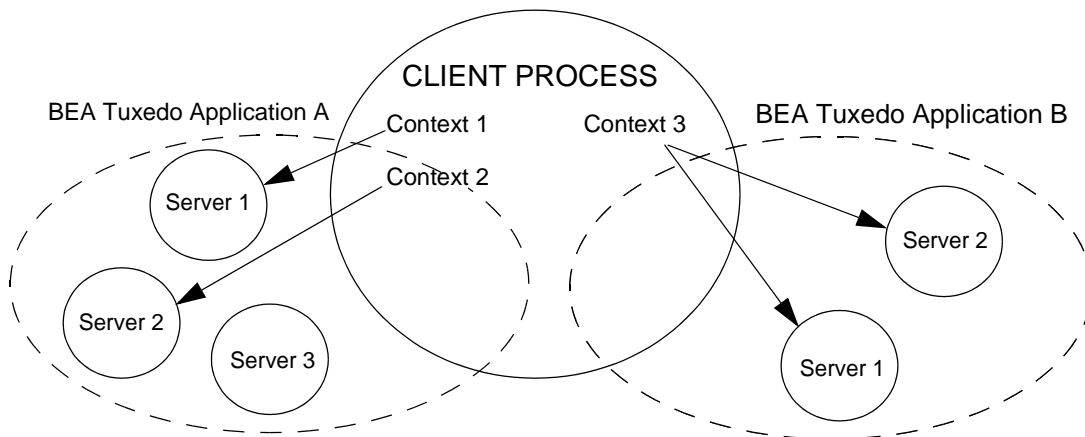 CLIENT PROCESS
BEA Tuxedo Application A
BEA Tuxedo Application B
Context 1
Context 3
Context 2
Server 1
Server 2
Server 2
Server 3
Server 1